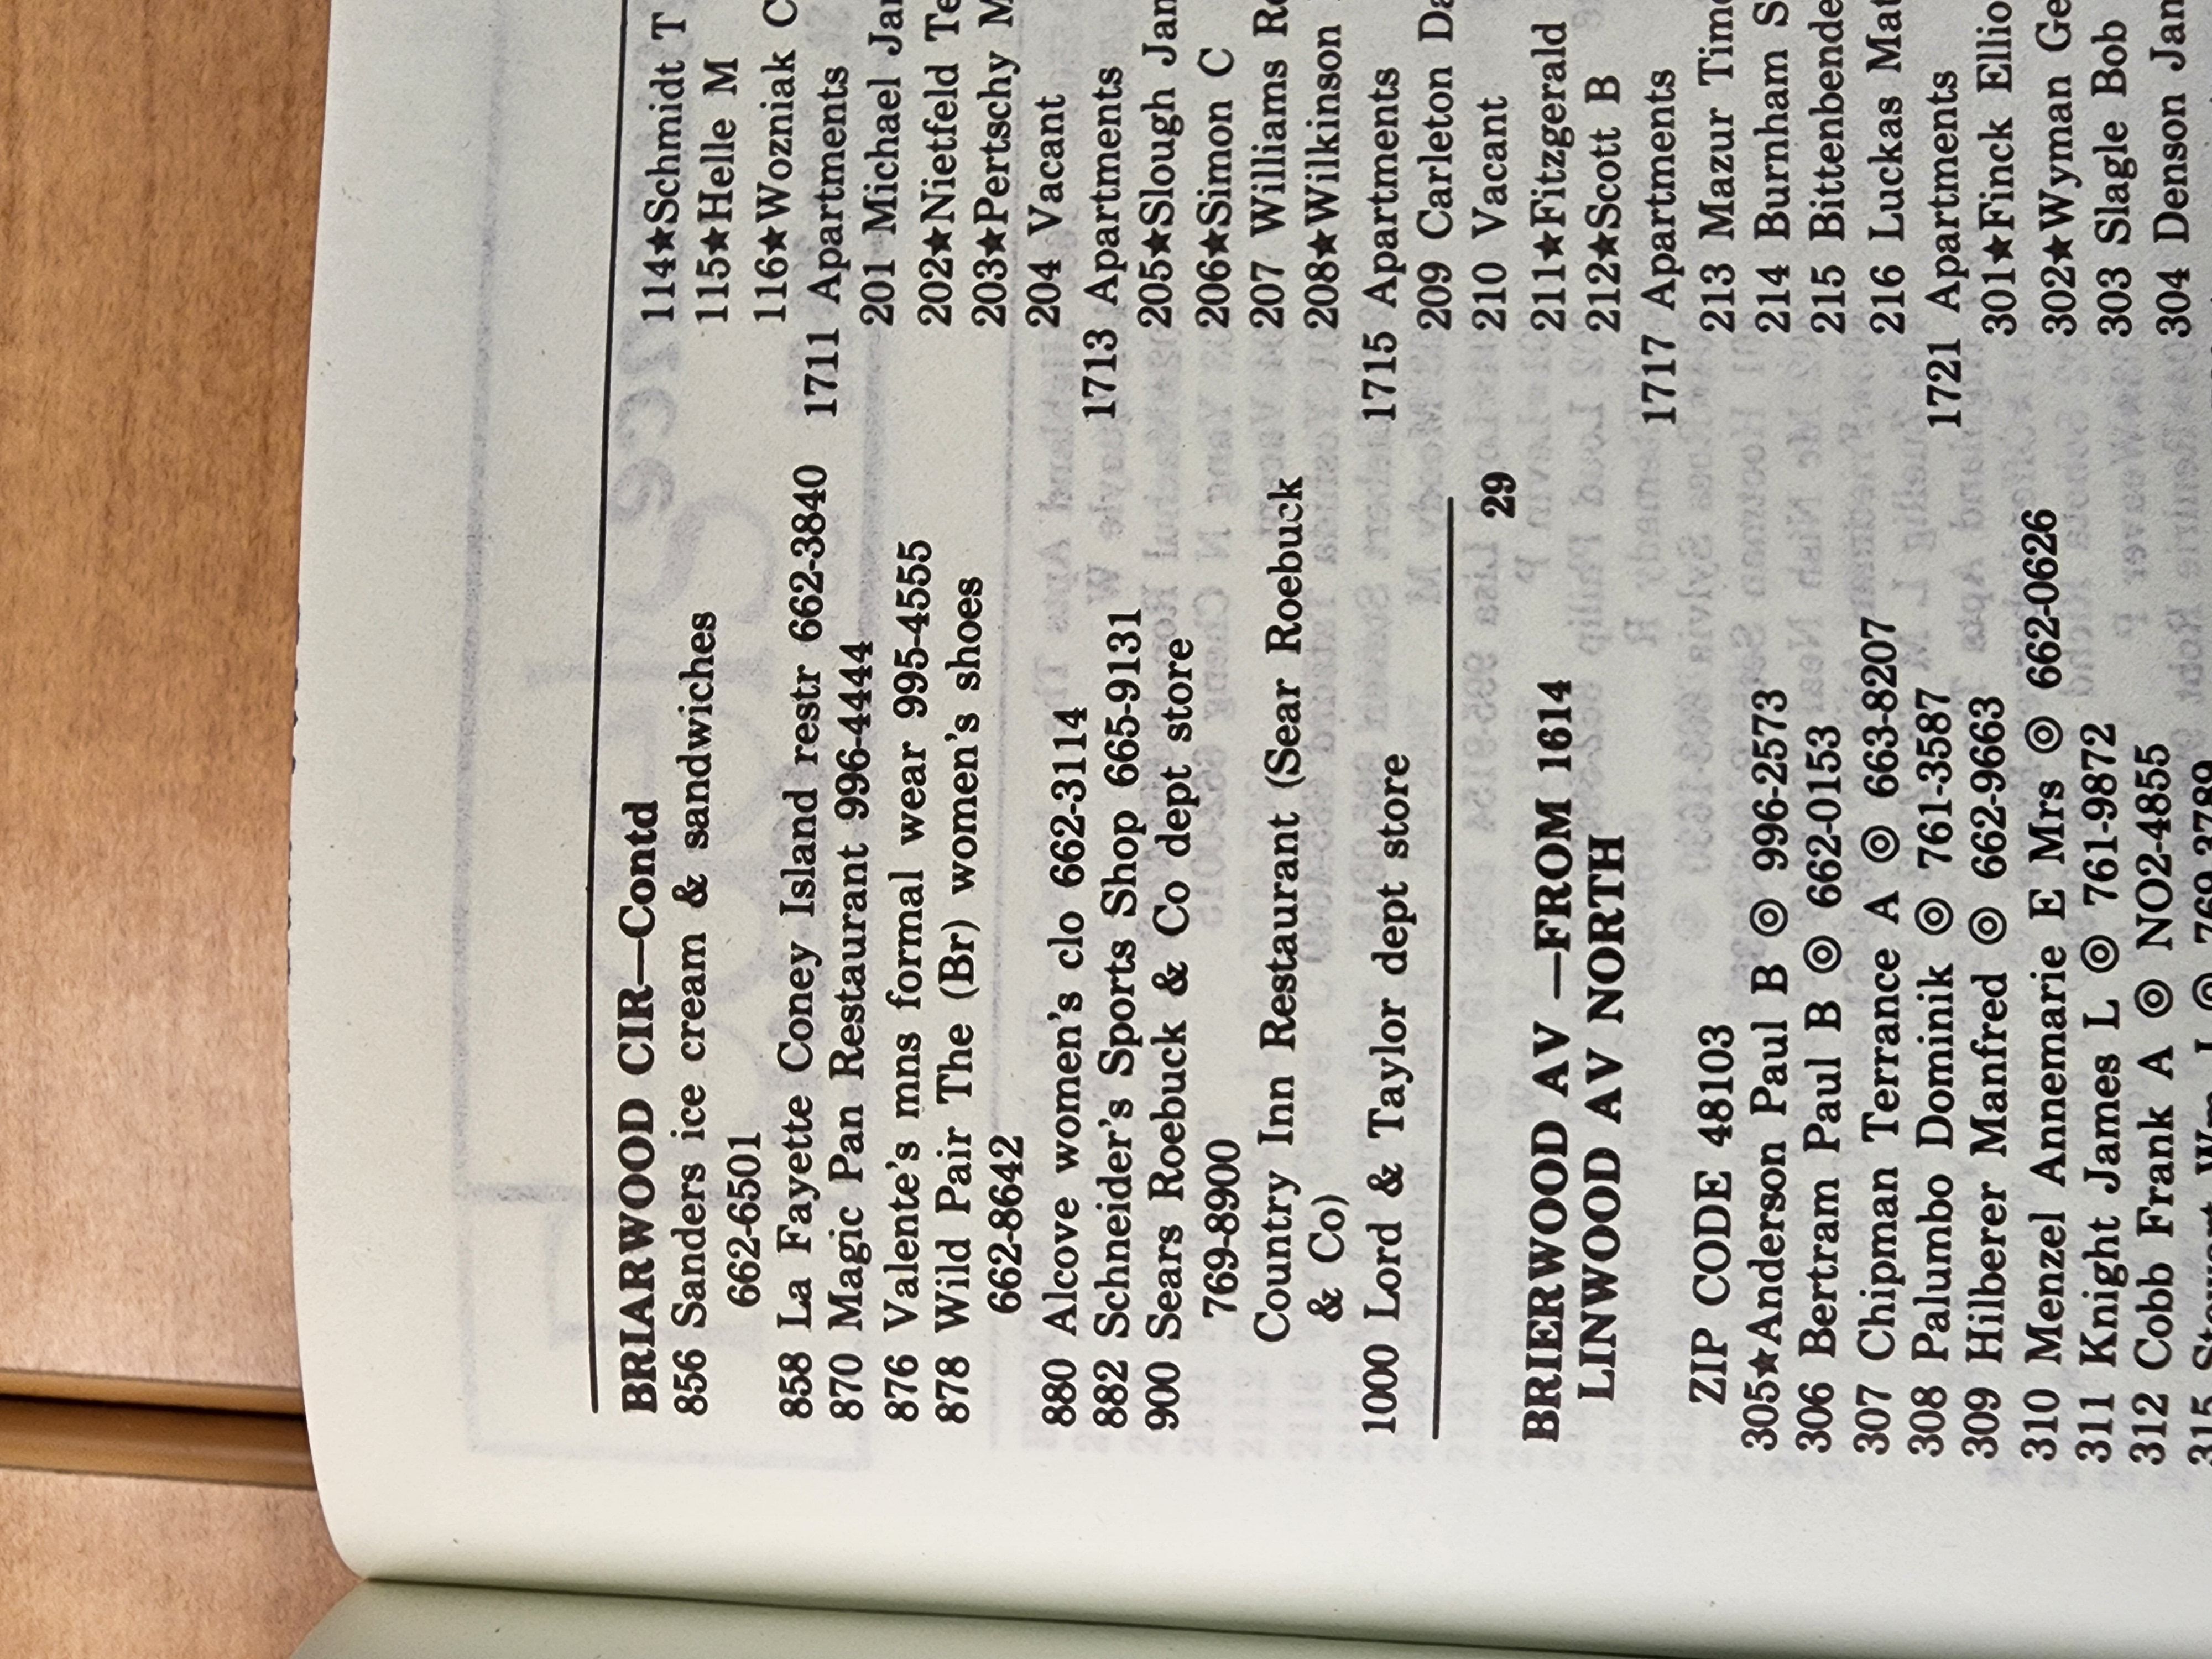 BRIARWOOD CIR—Contd
856 Sanders ice cream & sandwiches
662-6501
858 La Fayette Coney Island restr 662-3840
870 Magic Pan Restaurant 996-4444
876 Valente's mns formal wear 995-4555
878 Wild Pair The (Br) women's shoes
662-8642
880 Alcove women's clo 662-3114
882 Schneider's Sports Shop 665-9131
900 Sears Roebuck & Co dept store
769-8900
Country Inn Restaurant (Sear Roebuck
& Co)
1000 Lord & Taylor dept store
29
BRIERWOOD AV —FROM 1614
LINWOOD AV NORTH
ZIP CODE 48103
305★Anderson Paul B ◎ 996-2573
306 Bertram Paul B ◎ 662-0153
307 Chipman Terrance A ◎ 663-8207
308 Palumbo Dominik ◎ 761-3587
309 Hilberer Manfred ◎ 662-9663
310 Menzel Annemarie E Mrs ◎ 662-0626
311 Knight James L ◎ 761-9872
312 Cobb Frank A ◎ NO2-4855
315
114★Schmidt T
115★Helle M
116★Wozniak C
1711 Apartments
201 Michael
202★Nietfeld
203★Pertschy
204 Vacant
1713 Apartments
205★Slough
206★Simon C
207 Williams
208★Wilkinson
1715 Apartments
209 Carleton
210 Vacant
211★Fitzgerald
212★Scott B
1717 Apartments
213 Mazur
214 Burnham
215
216 Luckas
1721 Apartments
301★Finck
302★Wyman
303 Slagle Bob
304 Denson